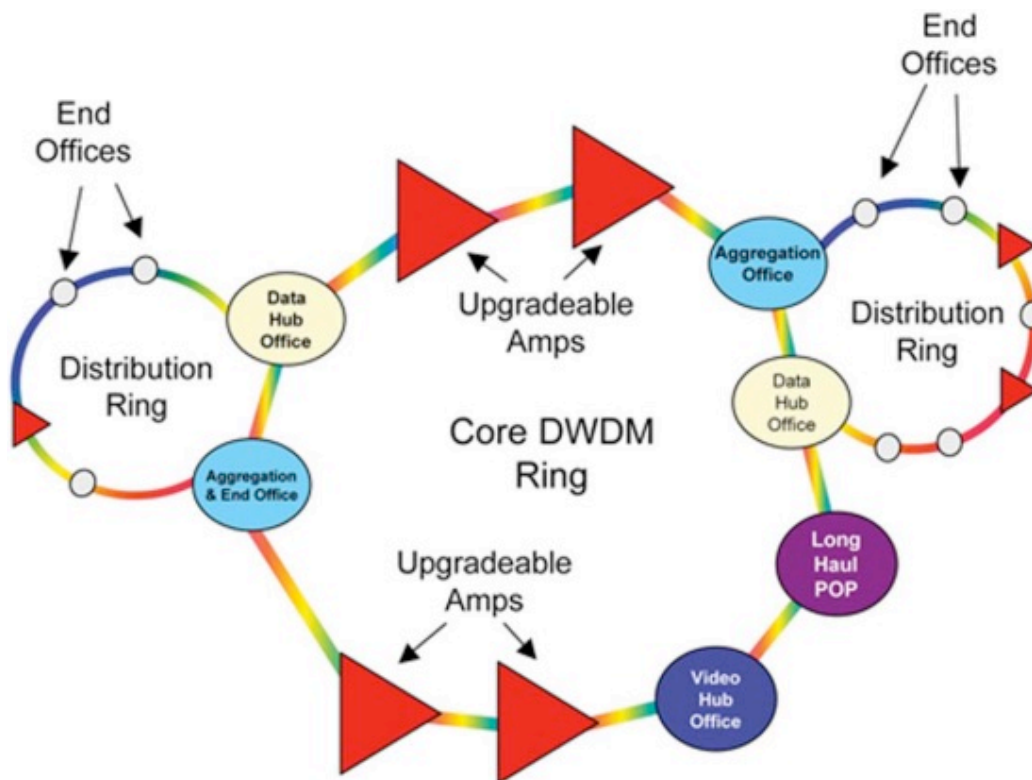 End
Offices
End
Offices
Aggregation
Office
Upgradeable
Amps
Data
Hub
Office
Distribution
Ring
Distribution
Ring
Data
Hub
Office
Core DWDM
Ring
Aggregation
& End Office
Long
Haul
POP
Upgradeable
Amps
Video
Hub
Office